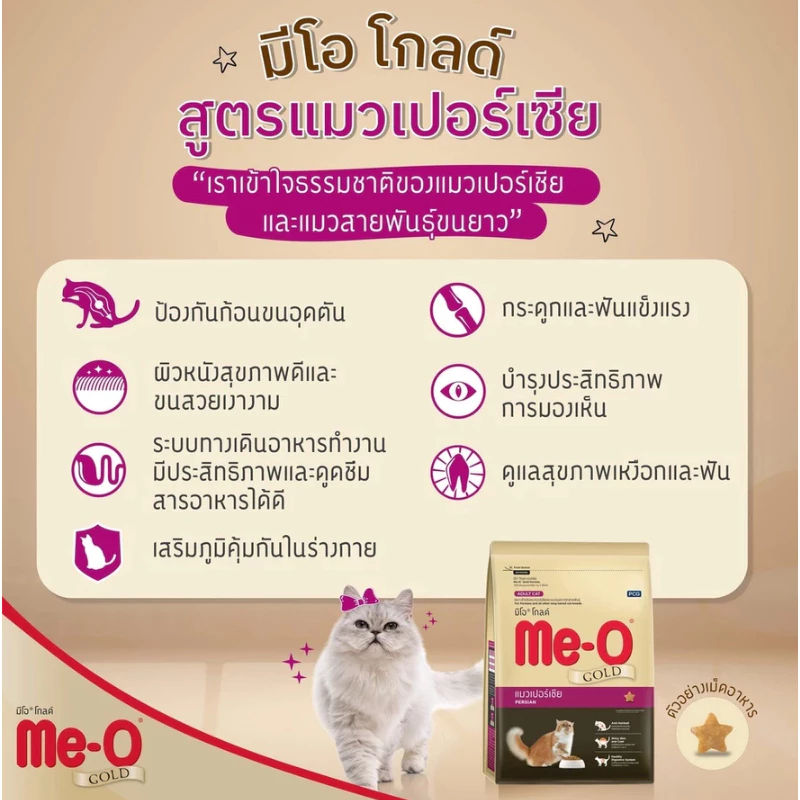 มีโอ โกลด์
สูตรแมวเปอร์เซีย
“เราเข้าใจธรรมชาติของแมวเปอร์เซีย
และแมวสายพันธุ์ขนยาว”
ป้องกันก้อนขนอุดตัน
ผิวหนังสุขภาพดีและ
ขนสวยเงางาม
ระบบทางเดินอาหารทำงาน
มีประสิทธิภาพและดูดซึม
สารอาหารได้ดี
เสริมภูมิคุ้มกันในร่างกาย
กระดูกและฟันแข็งแรง
บำรุงประสิทธิภาพ
การมองเห็น
ดูแลสุขภาพเหงือกและฟัน
ADULT CAT
PCG
มีโอ® โกลด์
Me-O®
GOLD
แมวเปอร์เซีย
PERSIAN
Anti-Hairball
Shiny, Skin
and Coat
Healthy
Digestive System
ตัวอย่างเม็ดอาหาร
มีโอ® โกลด์
Me-O®
GOLD